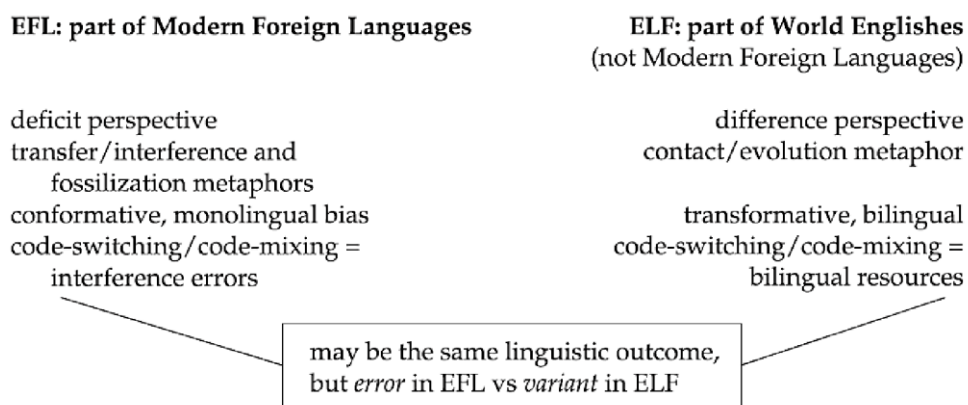 EFL: part of Modern Foreign Languages
deficit perspective
transfer/interference and
fossilization metaphors
conformative, monolingual bias
code-switching/code-mixing =
interference errors
ELF: part of World Englishes
(not Modern Foreign Languages)
difference perspective
contact/evolution metaphor
transformative, bilingual
code-switching/code-mixing =
bilingual resources
may be the same linguistic outcome,
but error in EFL vs variant in ELF